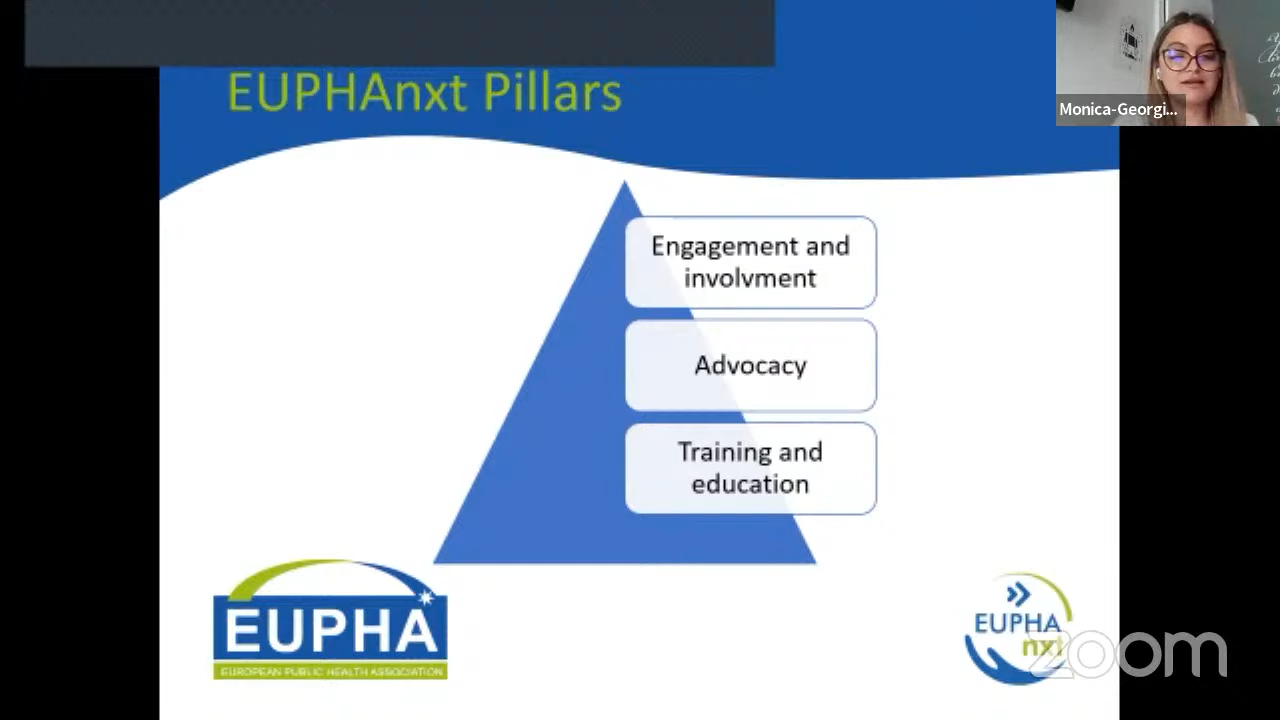 EUPHAnxt Pillars
Monica-Georgi...
Engagement and
involvment
Advocacy
Training and
education
EUPHA
EUROPEAN PUBLIC HEALTH ASSOCIATION
EUPHA
nxt
zoom